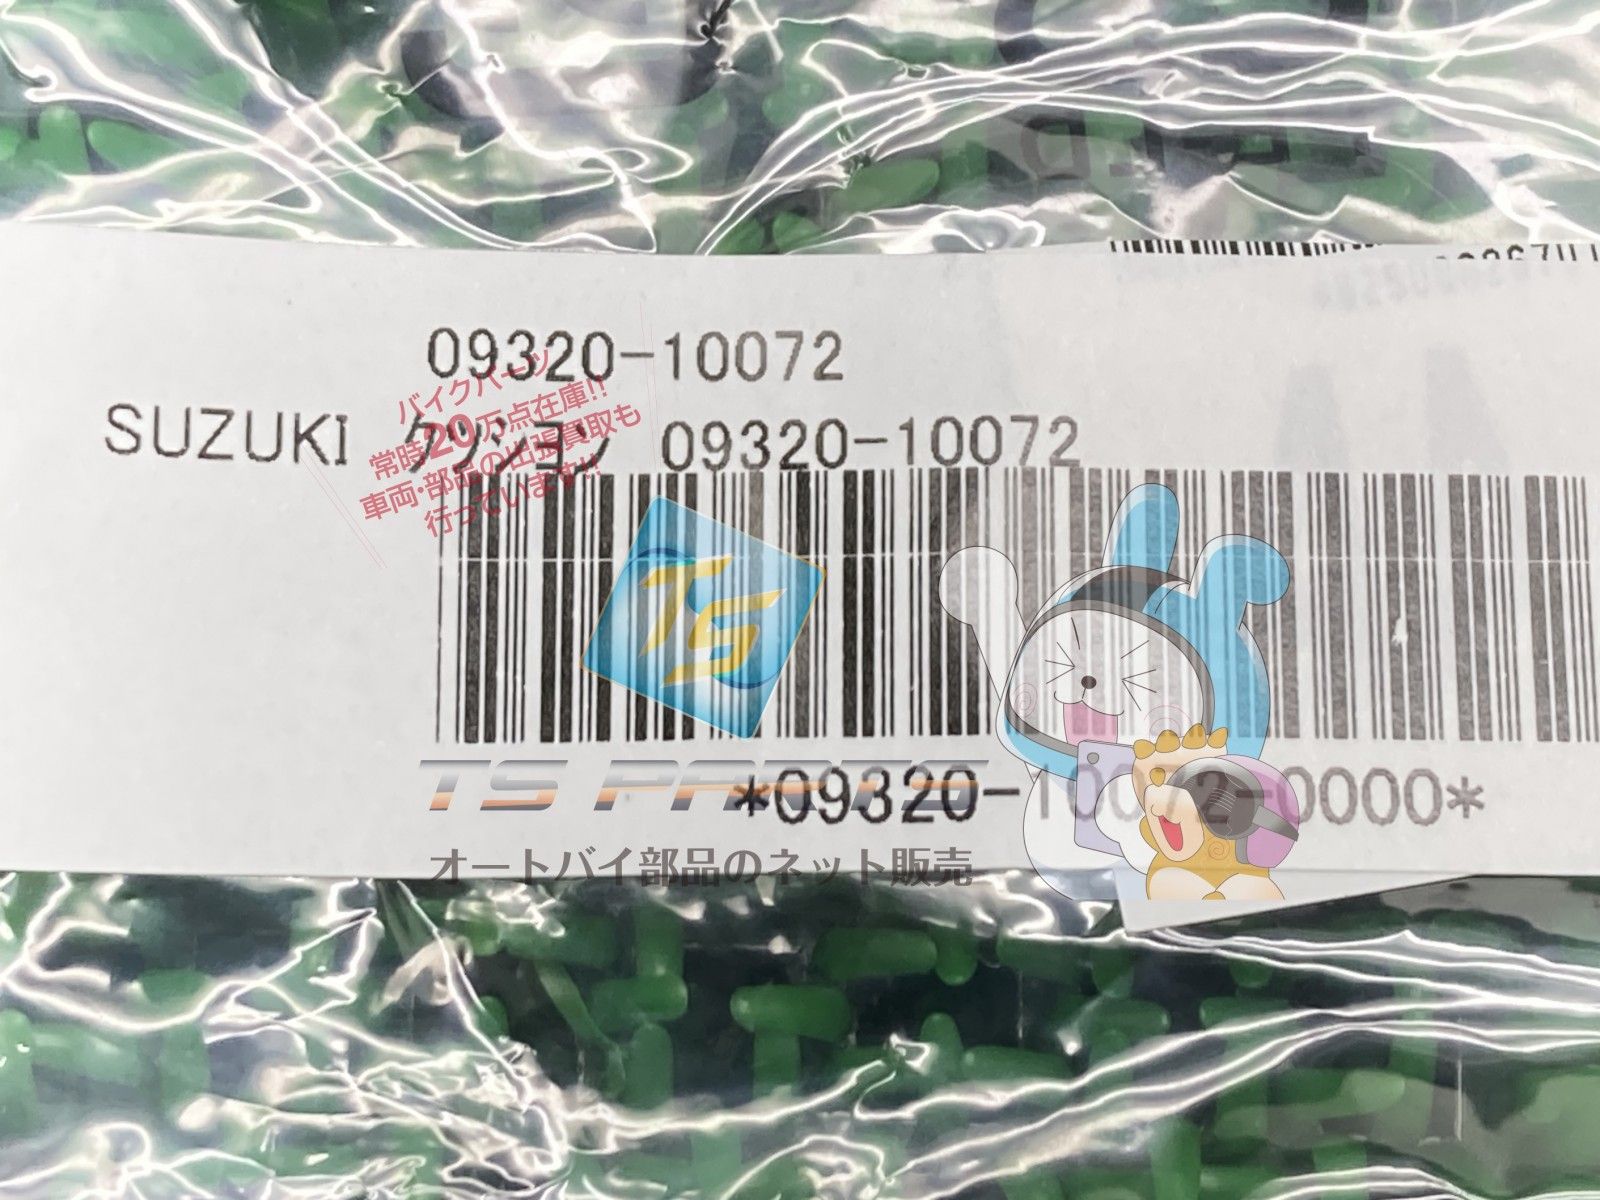 09320-10072
SUZUKI クツシヨン 09320-10072
バイクパーツ
常時20万点在庫!!
車両・部品の出張買取も
行っています!!
TS
TS PARTS
*09320-10072-0000*
オートバイ部品のネット販売